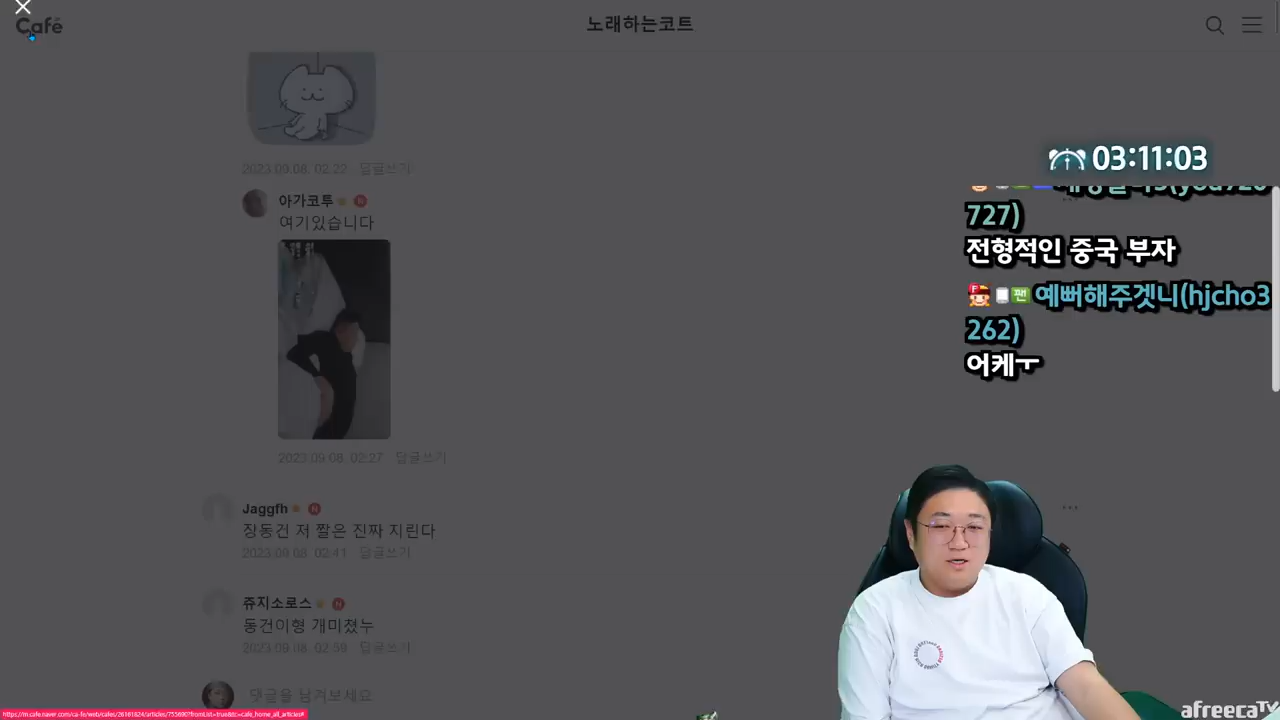 Cafe
노래하는코트
2023.09.08. 02:22 답글쓰기
아가코투
여기있습니다
2023.09.08. 02:27 답글쓰기
Jaggfh
장동건 저 짤은 진짜 지린다
2023.09.08. 02:41 답글쓰기
쥬지소로스
동건이형 개미쳤누
2023.09.08. 02:59 답글쓰기
댓글을 남겨보세요
03:11:03
727)
전형적인 중국 부자
예뻐해주겟니(hjcho3
262)
어케ㅜ
afreecaTV